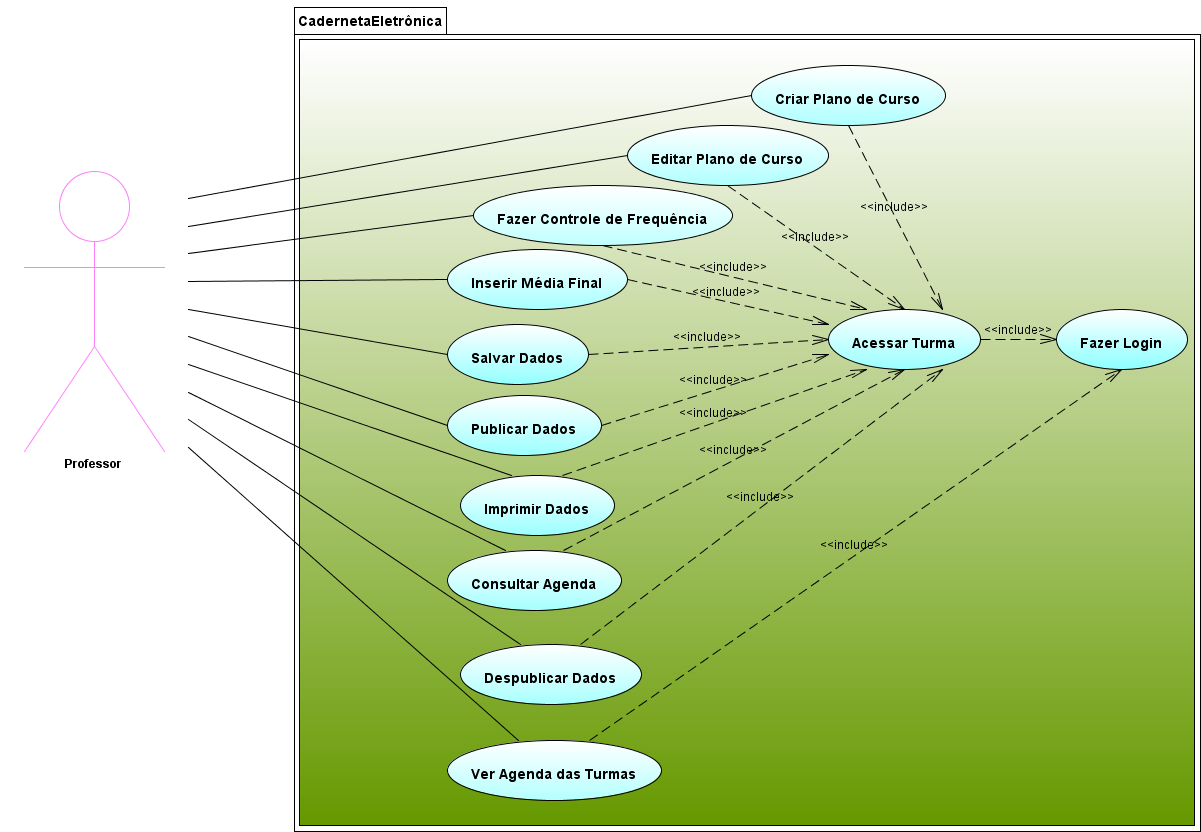 CadernetaEletrônica
Criar Plano de Curso
Editar Plano de Curso
<<include>>
Fazer Controle de Frequência
<<include>>
<<include>>
Inserir Média Final
<<include>>
<<include>>
Acessar Turma
Fazer Login
<<include>>
Salvar Dados
<<include>>
<<include>>
Publicar Dados
<<include>>
Professor
<<include>>
Imprimir Dados
<<include>>
Consultar Agenda
Despublicar Dados
Ver Agenda das Turmas